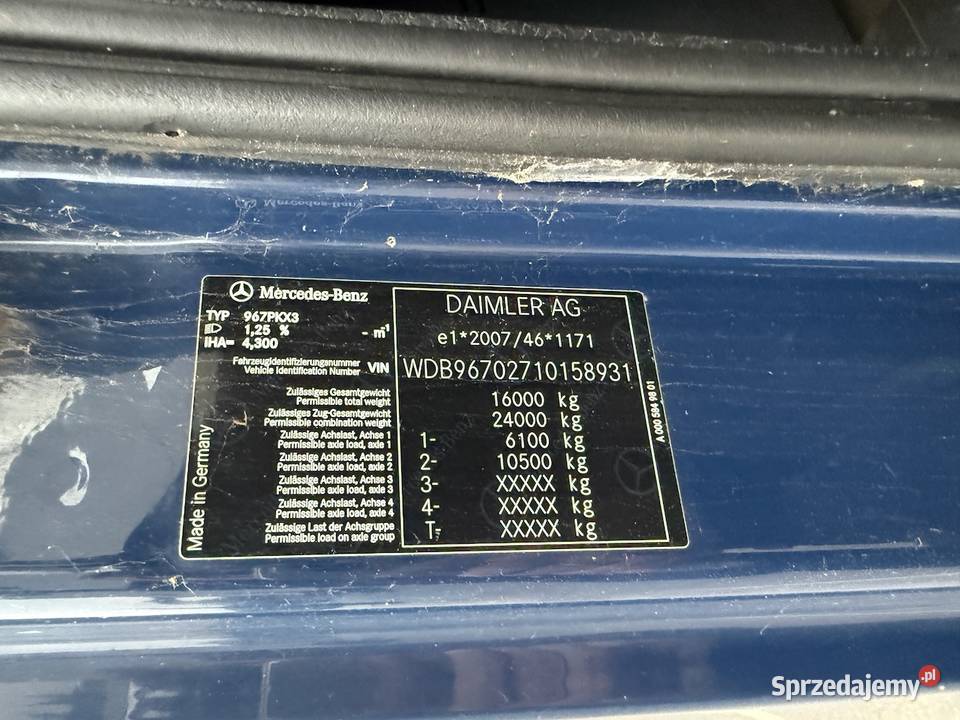 Mercedes-Benz
TYP 967PKX3
1,25 % - m¹
IHA= 4,300
DAIMLER AG
e1*2007/46*1171
Fahrzeugidentifizierungsnummer
Vehicle Identification Number VIN WDB96702710158931
Zulässiges Gesamtgewicht
Permissible total weight 16000 kg
Zulässiges Zug-Gesamtgewicht
Permissible combination weight 24000 kg
Zulässige Achslast, Achse 1
Permissible axle load, axle 1 1- 6100 kg
Zulässige Achslast, Achse 2
Permissible axle load, axle 2 2- 10500 kg
Zulässige Achslast, Achse 3
Permissible axle load, axle 3 3- XXXXX kg
Zulässige Achslast, Achse 4
Permissible axle load, axle 4 4- XXXXX kg
Zulässige Last der Achsgruppe
Permissible load on axle group T- XXXXX kg
Made in Germany
A 000 584 98 01
Sprzedajemy.pl